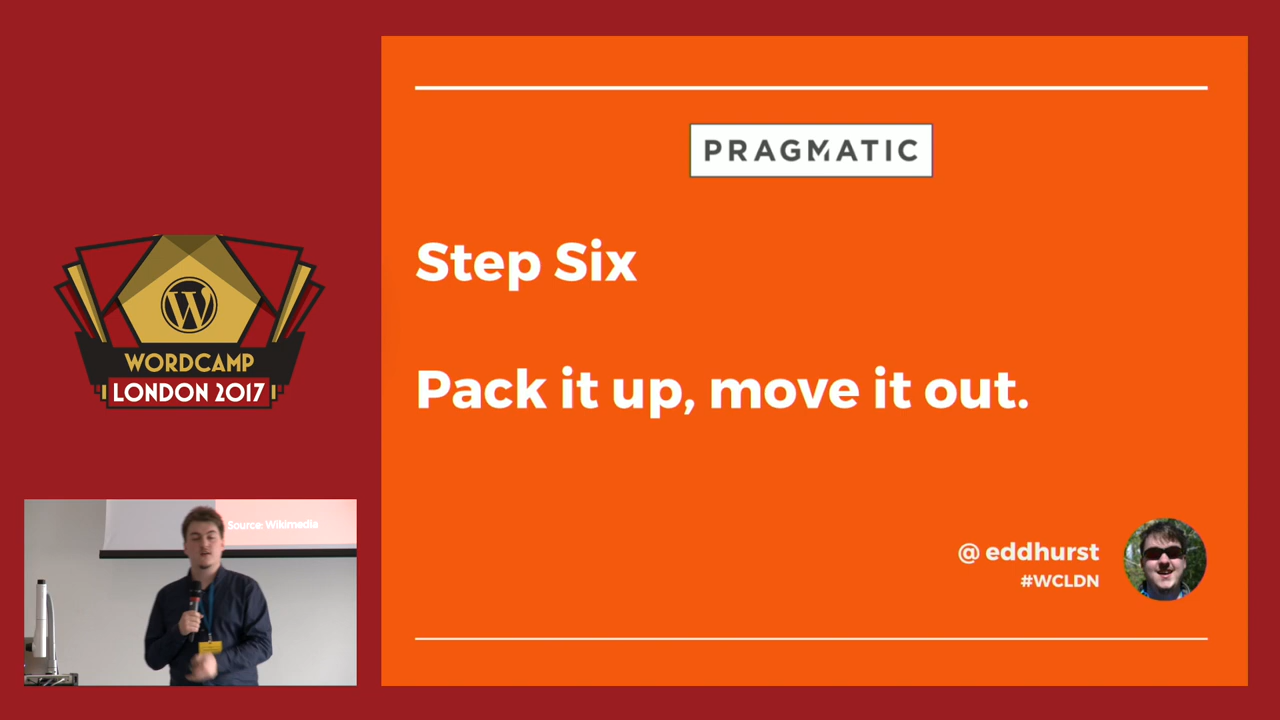 PRAGMATIC
Step Six
Pack it up, move it out.
@ eddhurst
#WCLDN
W
WORDCAMP
LONDON 2017
Source: Wikimedia